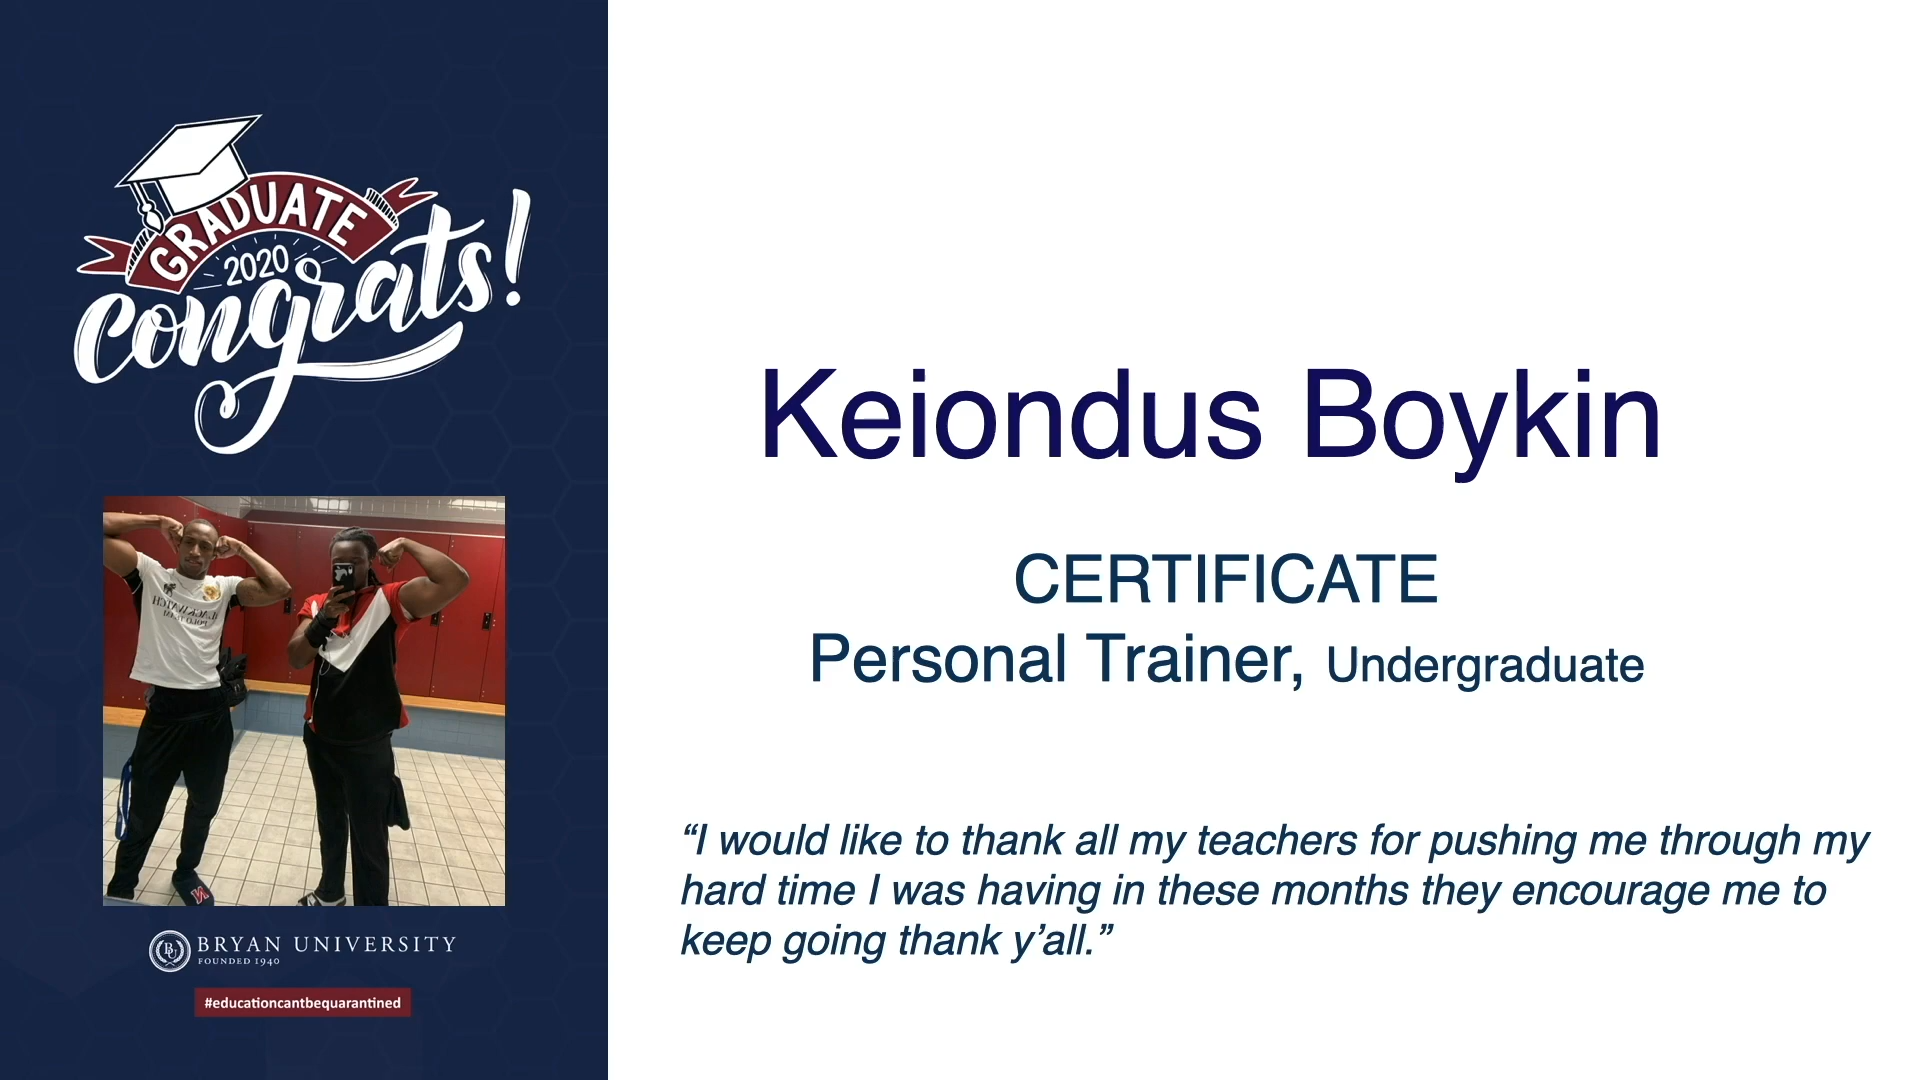 GRADUATE
2020
congrats!
BRYAN UNIVERSITY
FOUNDED 1940
#educationcantbequarantined
Keiondus Boykin
CERTIFICATE
Personal Trainer, Undergraduate
“I would like to thank all my teachers for pushing me through my
hard time I was having in these months they encourage me to
keep going thank y’all.”